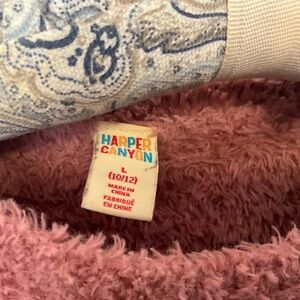 HARPER
CANYON
L
(10/12)
MADE IN
CHINA
FABRIQUÉ
EN CHINE